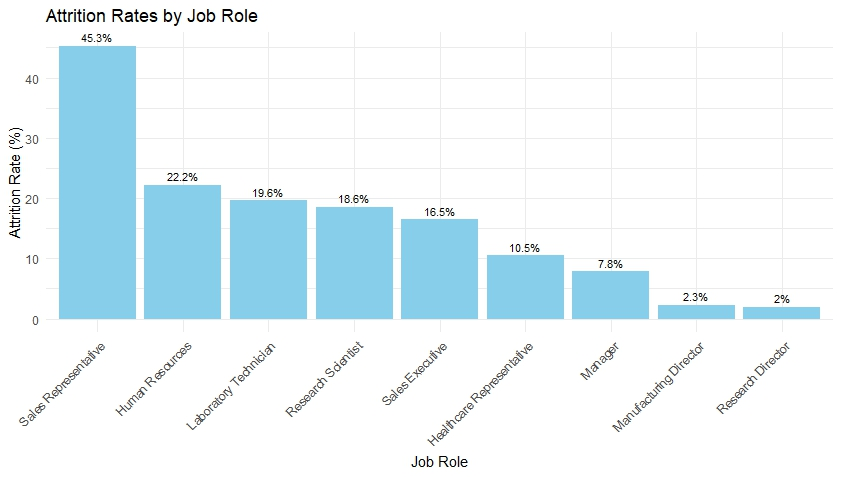 Attrition Rates by Job Role
Attrition Rate (%)
40
30
20
10
0
45.3%
22.2%
19.6%
18.6%
16.5%
10.5%
7.8%
2.3%
2%
Sales Representative
Human Resources
Laboratory Technician
Research Scientist
Sales Executive
Healthcare Representative
Manager
Manufacturing Director
Research Director
Job Role